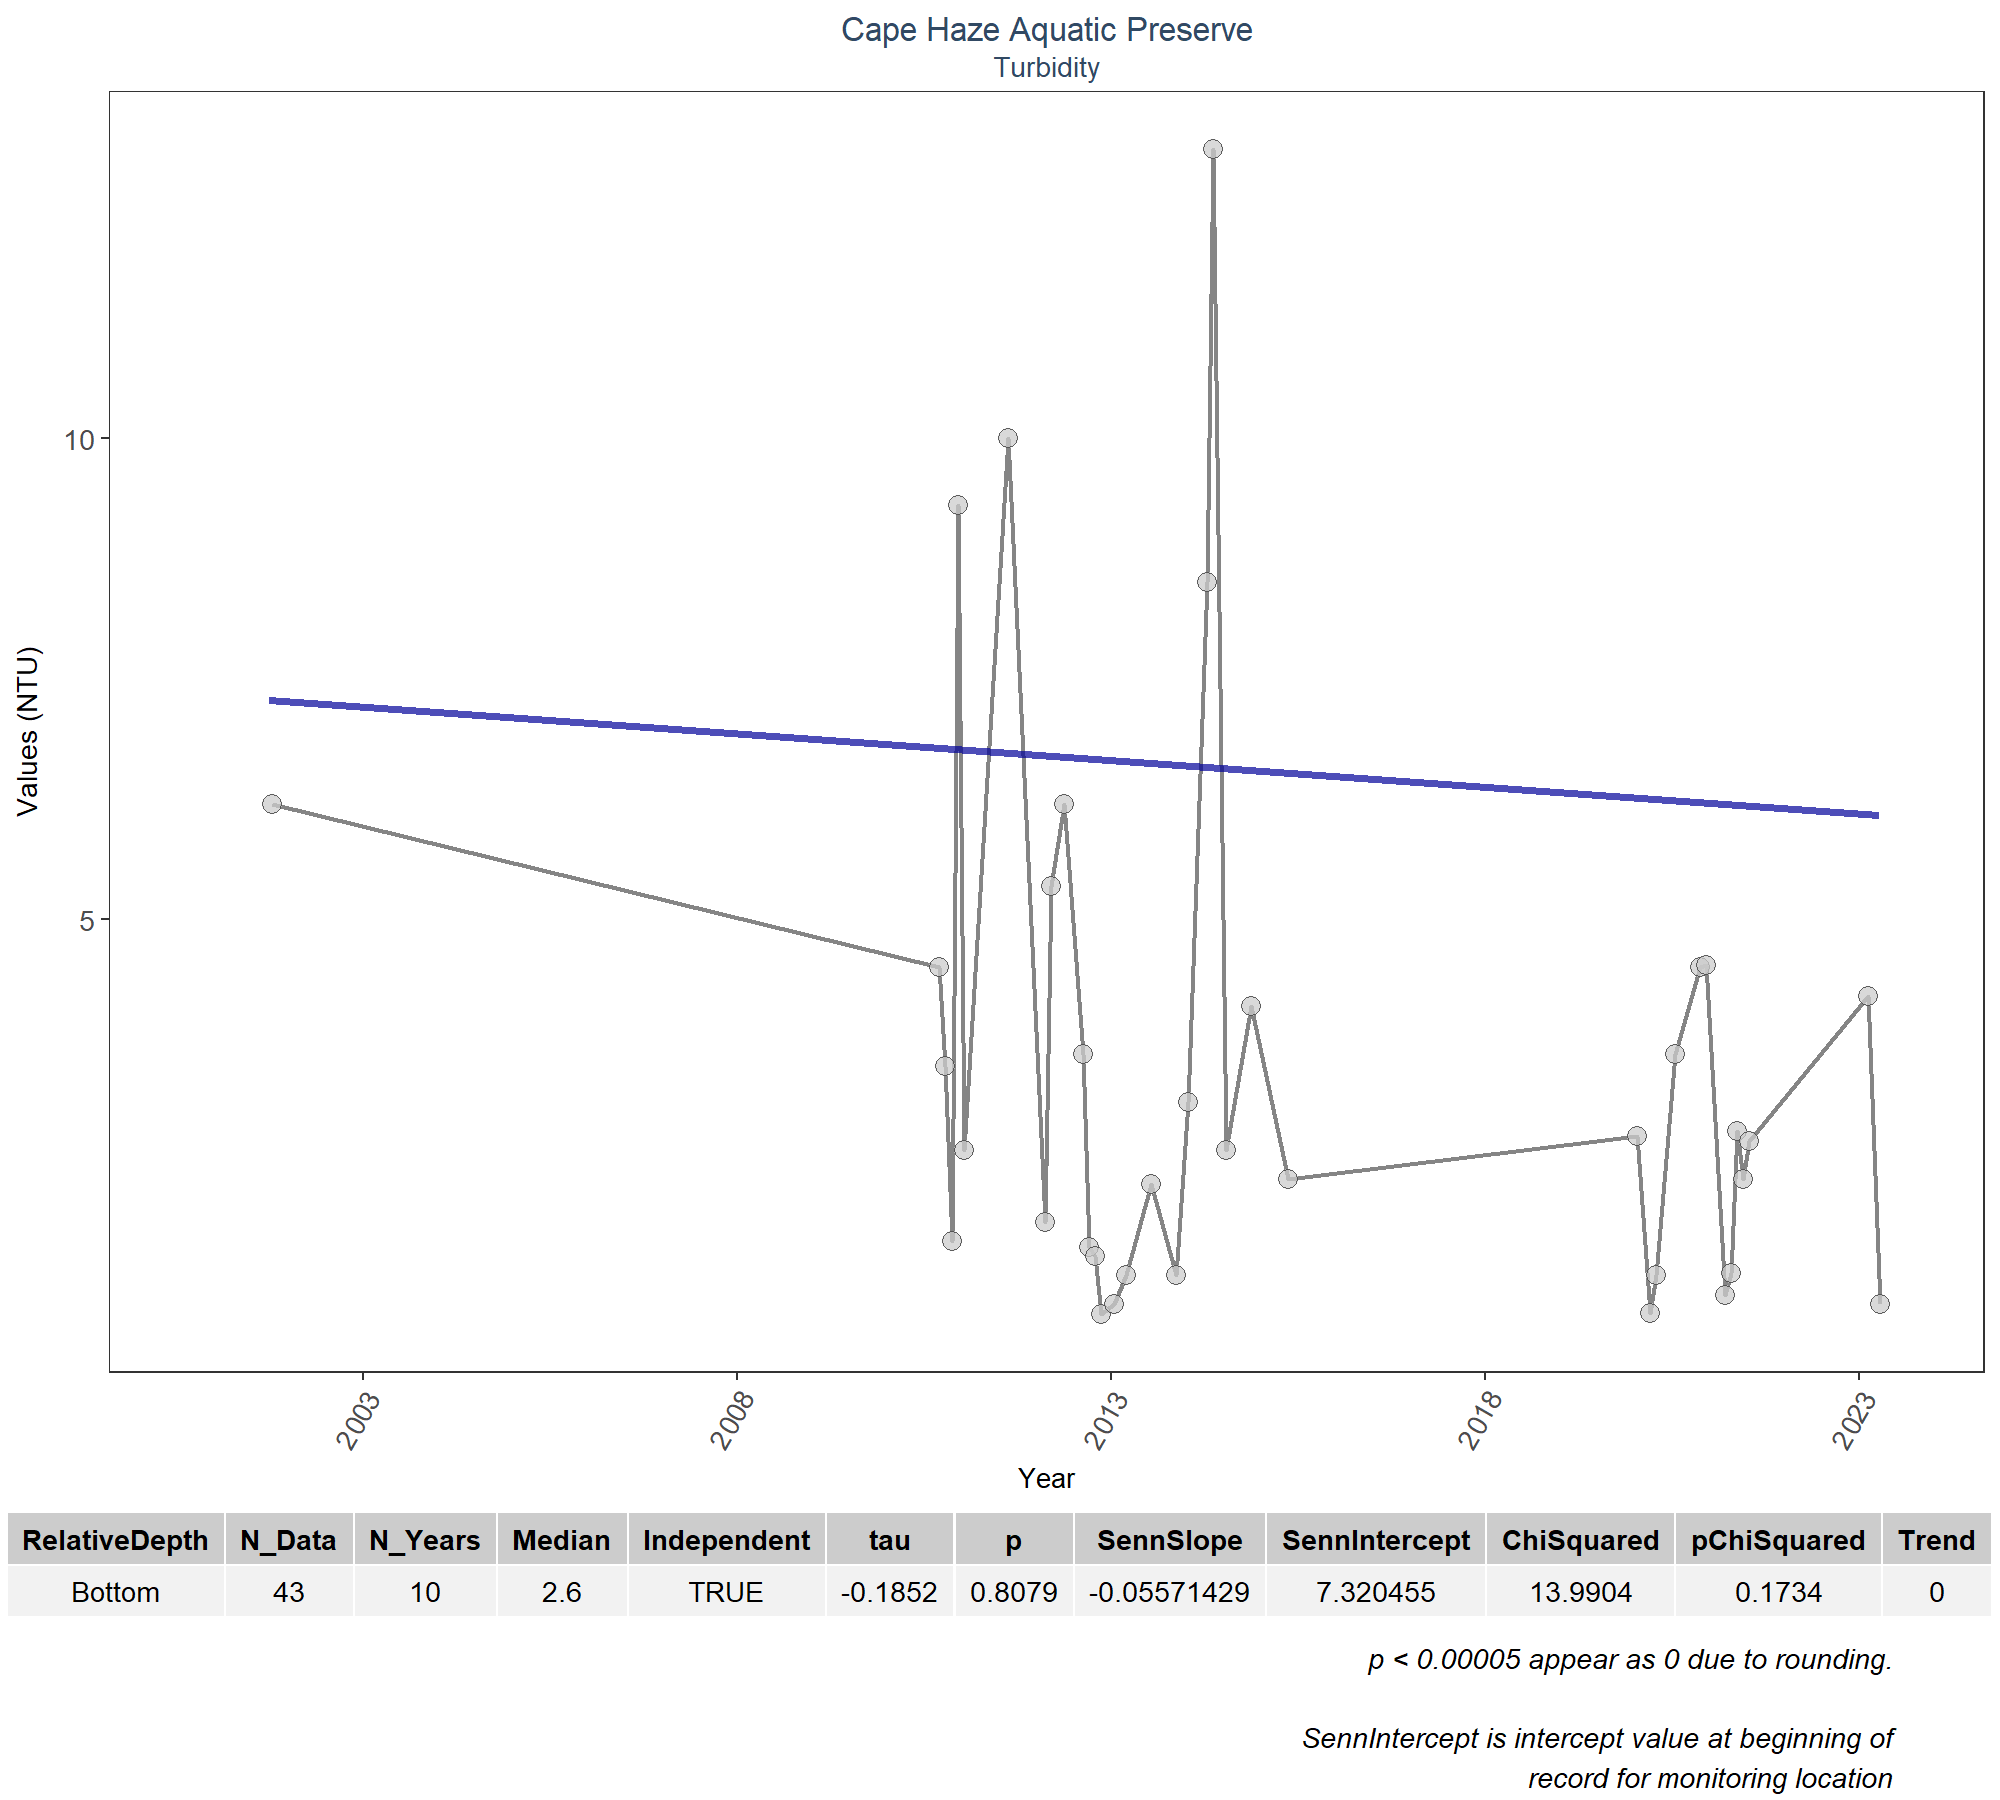 Cape Haze Aquatic Preserve
Turbidity
Values (NTU)
10
5
2003 2008 2013 2018 2023
Year
RelativeDepth N_Data N_Years Median Independent tau p SennSlope SennIntercept ChiSquared pChiSquared Trend
Bottom 43 10 2.6 TRUE -0.1852 0.8079 -0.05571429 7.320455 13.9904 0.1734 0
p < 0.00005 appear as 0 due to rounding.
SennIntercept is intercept value at beginning of
record for monitoring location